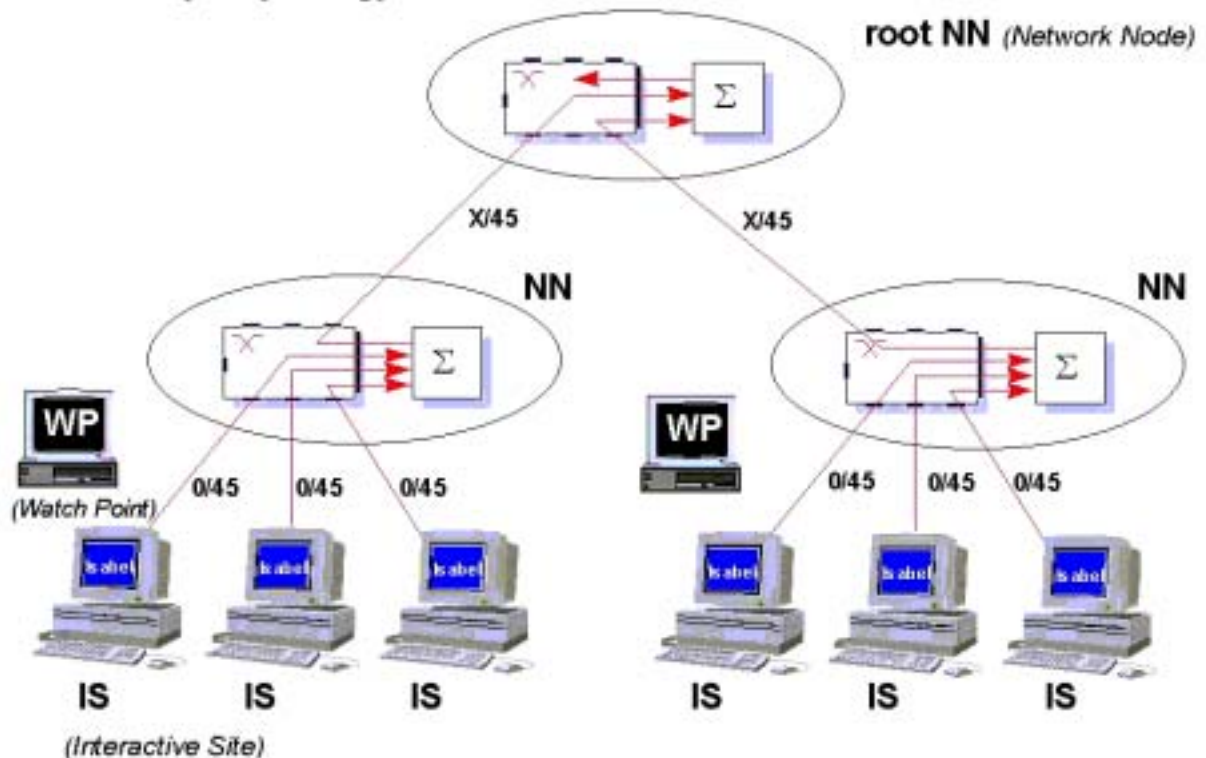 root NN (Network Node)
Σ
X/45
X/45
NN
NN
Σ
Σ
WP
WP
(Watch Point)
0/45
0/45
0/45
0/45
0/45
0/45
Isabel
Isabel
Isabel
Isabel
Isabel
Isabel
IS
IS
IS
IS
IS
IS
(Interactive Site)